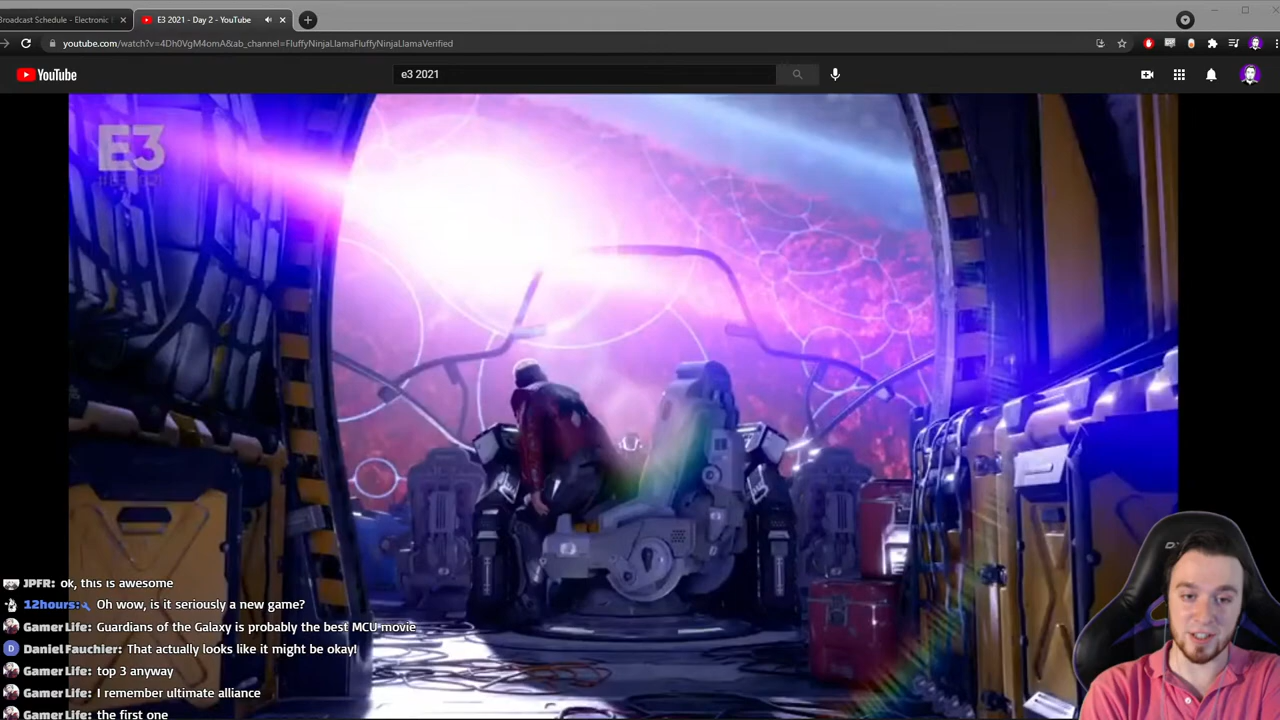 Broadcast Schedule - Electronic
E3 2021 - Day 2 - YouTube
youtube.com/watch?v=4Dh0VgM4omA&ab_channel=FluffyNinjaLlamaFluffyNinjaLlamaVerified
YouTube
e3 2021
E3
JPFR: ok, this is awesome
12hours: Oh wow, is it seriously a new game?
Gamer Life: Guardians of the Galaxy is probably the best MCU movie
D Daniel Fauchier: That actually looks like it might be okay!
Gamer Life: top 3 anyway
Gamer Life: I remember ultimate alliance
Gamer Life: the first one